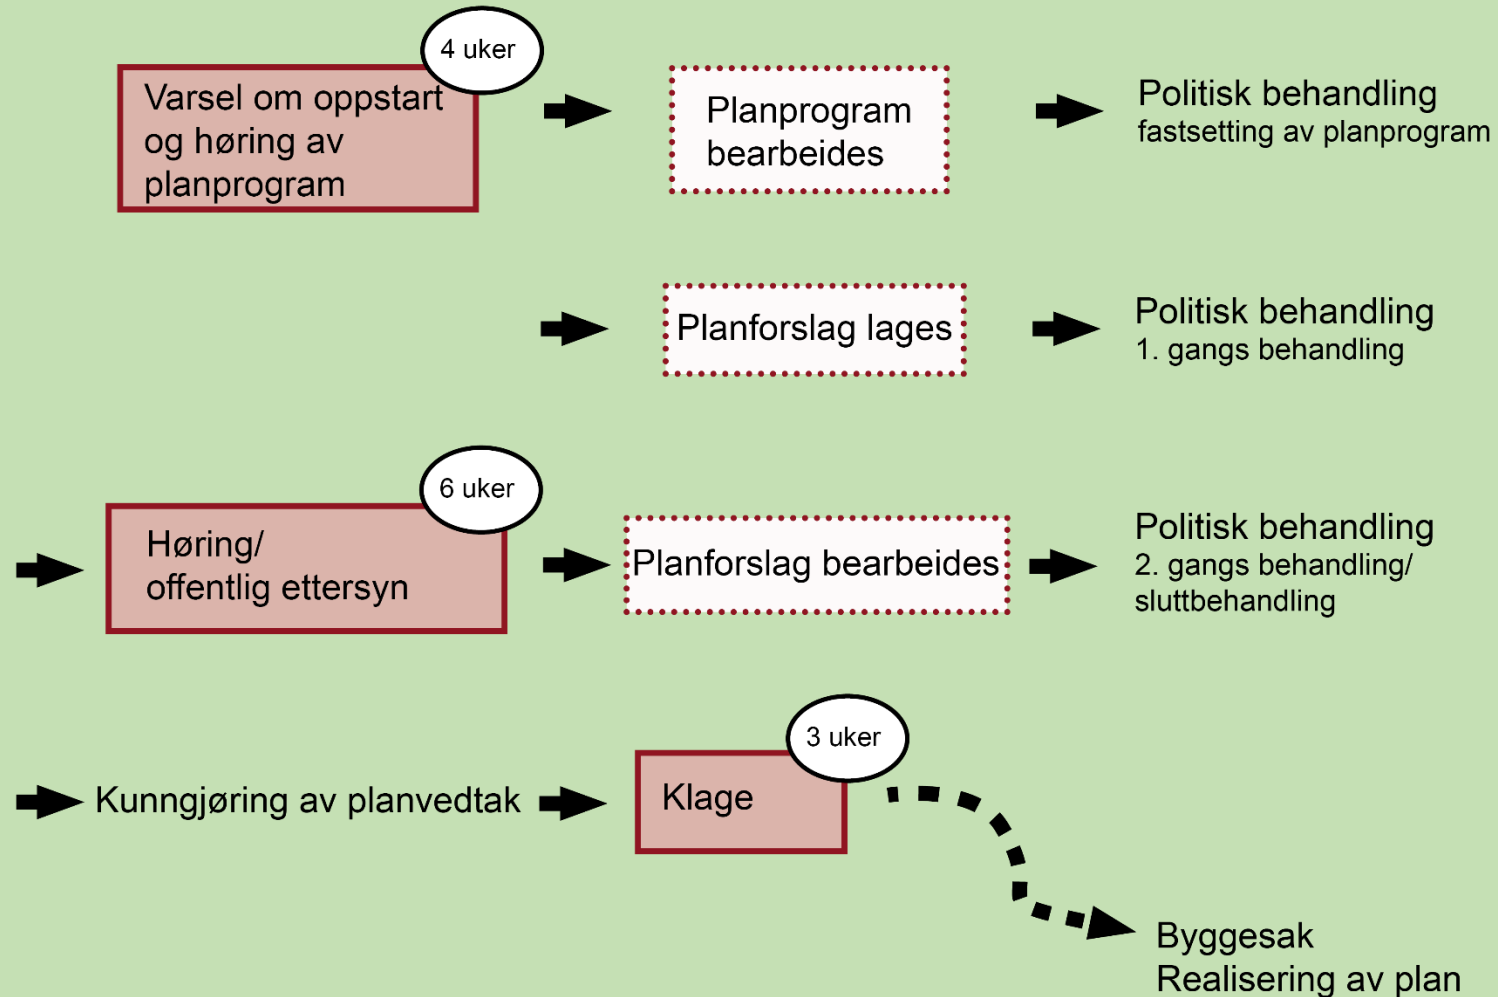 4 uker
Varsel om oppstart
og høring av
planprogram
Planprogram
bearbeides
Politisk behandling
fastsetting av planprogram
Planforslag lages
Politisk behandling
1. gangs behandling
6 uker
Høring/
offentlig ettersyn
Planforslag bearbeides
Politisk behandling
2. gangs behandling/
sluttbehandling
Kunngjøring av planvedtak
3 uker
Klage
Byggesak
Realisering av plan